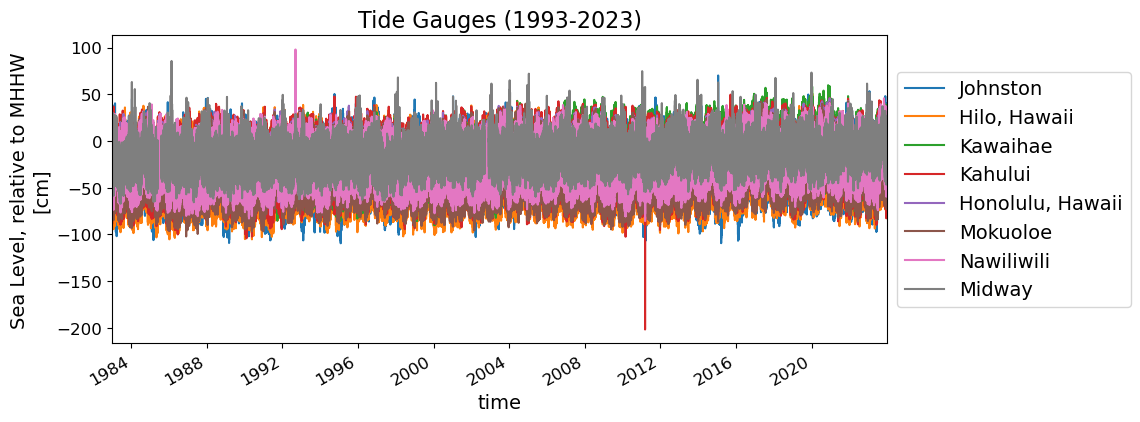 Tide Gauges (1993-2023)
Sea Level, relative to MHHW
[cm]
100
50
0
−50
−100
−150
−200
1984
1988
1992
1996
2000
2004
2008
2012
2016
2020
time
Johnston
Hilo, Hawaii
Kawaihae
Kahului
Honolulu, Hawaii
Mokuoloe
Nawiliwili
Midway